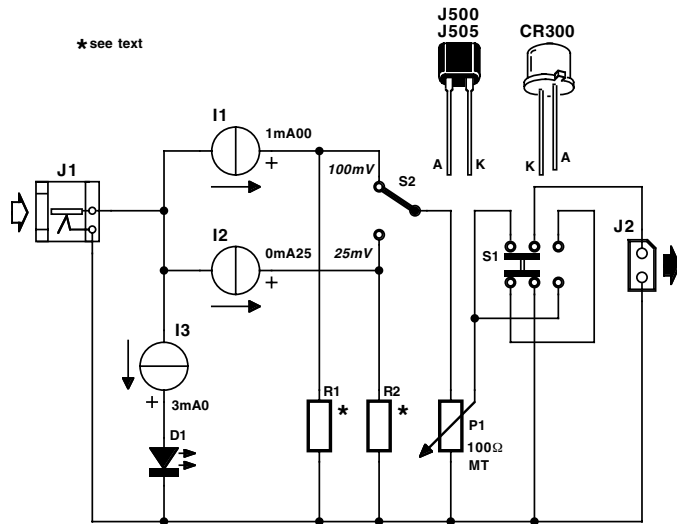 J500
J505
CR300
* see text
I1
1mA00
A
K
K
A
J1
+
100mV
S2
J2
I2
0mA25
25mV
S1
+
I3
+
3mA0
R1
*
R2
*
D1
P1
100Ω
MT